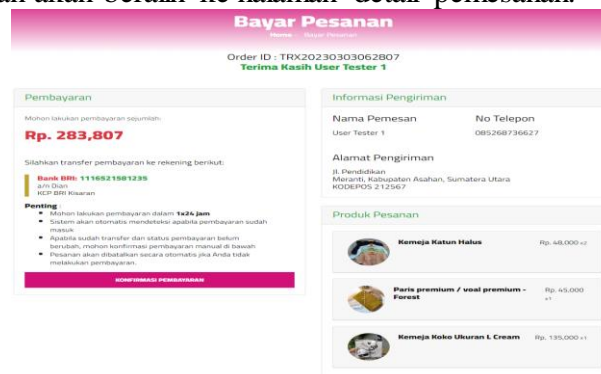 akan beralih ke halaman detail pemesanan.
Bayar Pesanan
Home - Bayar Pesanan
Order ID : TRX20230303062807
Terima Kasih User Tester 1
Pembayaran
Mohon lakukan pembayaran sejumlah:
Rp. 283,807
Silahkan transfer pembayaran ke rekening berikut:
Bank BRI: 1116521581235
a/n Dian
KCP BRI Kisaran
Penting :
Mohon lakukan pembayaran dalam 1x24 jam
Sistem akan otomatis mendeteksi apabila pembayaran sudah
masuk
Apabila sudah transfer dan status pembayaran belum
berubah, mohon konfirmasi pembayaran manual di bawah
Pesanan akan dibatalkan secara otomatis jika Anda tidak
melakukan pembayaran.
KONFIRMASI PEMBAYARAN
Informasi Pengiriman
Nama Pemesan No Telepon
User Tester 1 085268736627
Alamat Pengiriman
Jl. Pendidikan
Meranti, Kabupaten Asahan, Sumatera Utara
KODEPOS 212567
Produk Pesanan
Kemeja Katun Halus Rp. 48,000 x2
Paris premium / voal premium - Rp. 45,000
Forest x1
Kemeja Koko Ukuran L Cream Rp. 135,000 x1